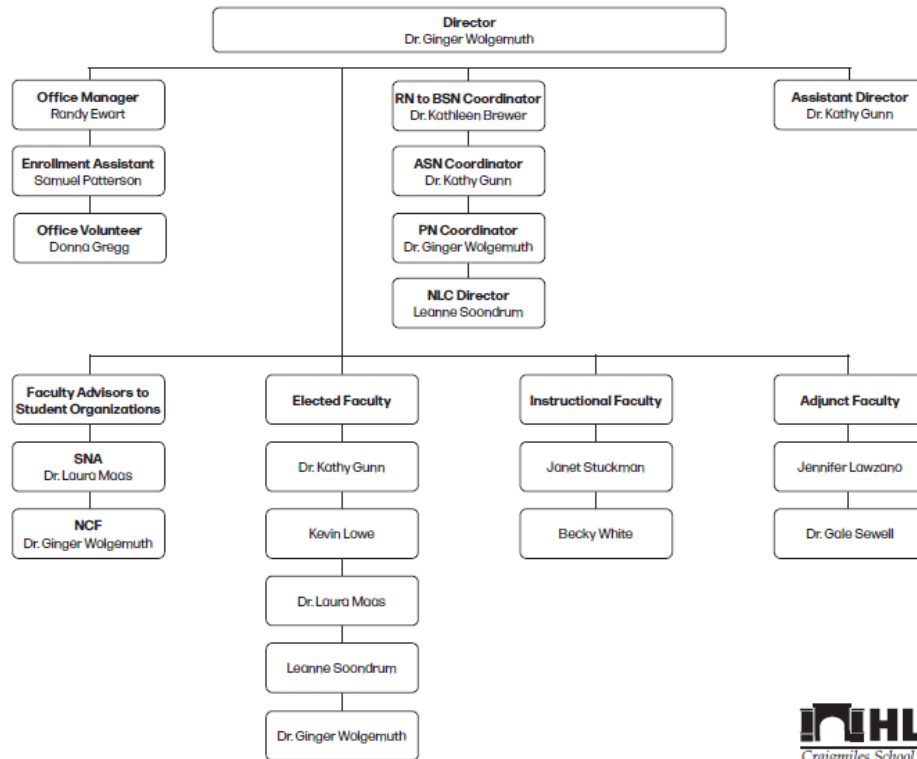 Director
Dr. Ginger Wolgemuth
Office Manager
Randy Ewart
RN to BSN Coordinator
Dr. Kathleen Brewer
Assistant Director
Dr. Kathy Gunn
Enrollment Assistant
Samuel Patterson
ASN Coordinator
Dr. Kathy Gunn
Office Volunteer
Donna Gregg
PN Coordinator
Dr. Ginger Wolgemuth
NLC Director
Leanne Soondrum
Faculty Advisors to
Student Organizations
Elected Faculty
Instructional Faculty
Adjunct Faculty
SNA
Dr. Laura Maas
Dr. Kathy Gunn
Janet Stuckman
Jennifer Lawzano
NCF
Dr. Ginger Wolgemuth
Kevin Lowe
Becky White
Dr. Gale Sewell
Dr. Laura Maas
Leanne Soondrum
Dr. Ginger Wolgemuth
HL
Craigmiles School